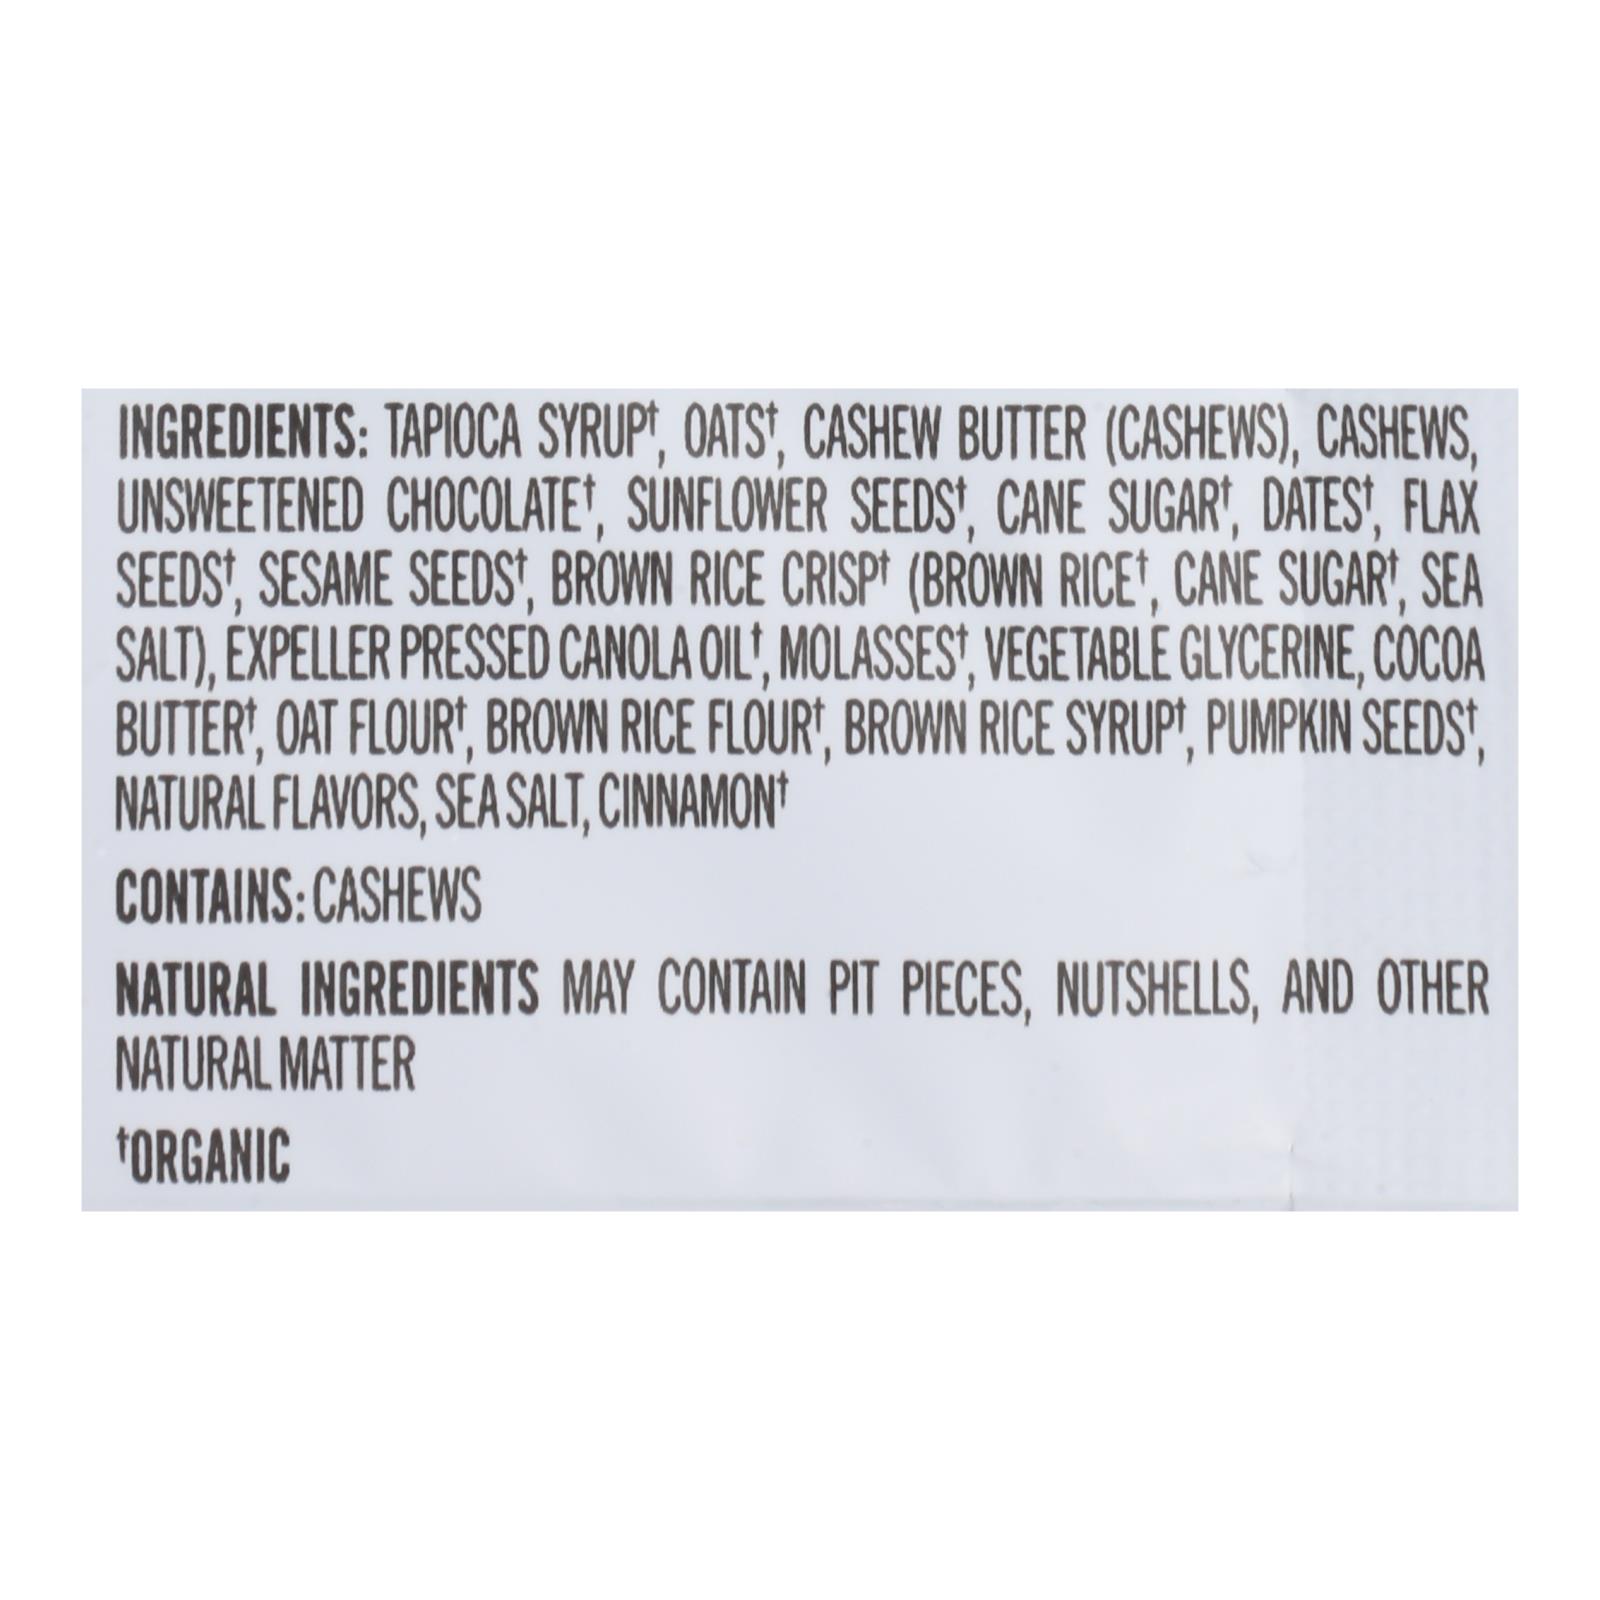 INGREDIENTS: TAPIOCA SYRUP†, OATS†, CASHEW BUTTER (CASHEWS), CASHEWS,
UNSWEETENED CHOCOLATE†, SUNFLOWER SEEDS†, CANE SUGAR†, DATES†, FLAX
SEEDS†, SESAME SEEDS†, BROWN RICE CRISP† (BROWN RICE†, CANE SUGAR†, SEA
SALT), EXPELLER PRESSED CANOLA OIL†, MOLASSES†, VEGETABLE GLYCERINE, COCOA
BUTTER†, OAT FLOUR†, BROWN RICE FLOUR†, BROWN RICE SYRUP†, PUMPKIN SEEDS†,
NATURAL FLAVORS, SEA SALT, CINNAMON†
CONTAINS: CASHEWS
NATURAL INGREDIENTS MAY CONTAIN PIT PIECES, NUTSHELLS, AND OTHER
NATURAL MATTER
†ORGANIC